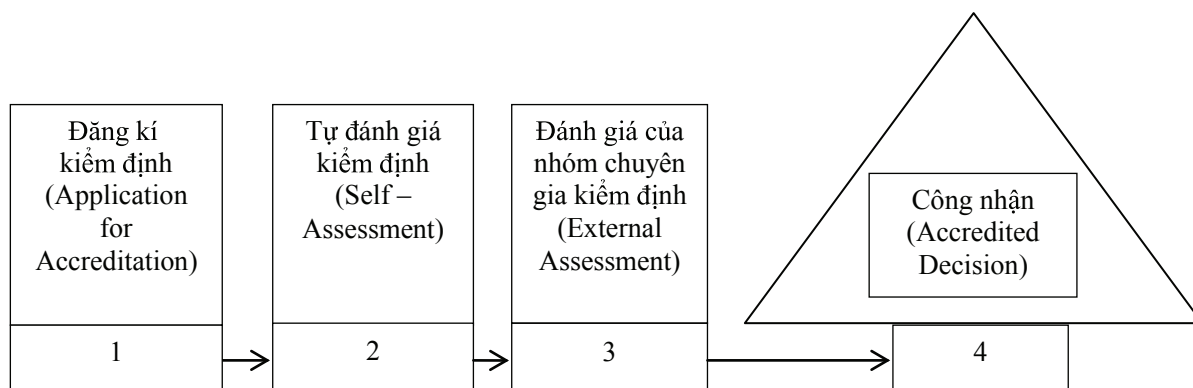 Đăng kí
kiểm định
(Application
for
Accreditation)
1
Tự đánh giá
kiểm định
(Self –
Assessment)
2
Đánh giá của
nhóm chuyên
gia kiểm định
(External
Assessment)
3
Công nhận
(Accredited
Decision)
4